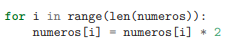 for i in range(len(numeros)):
    numeros[i] = numeros[i] * 2